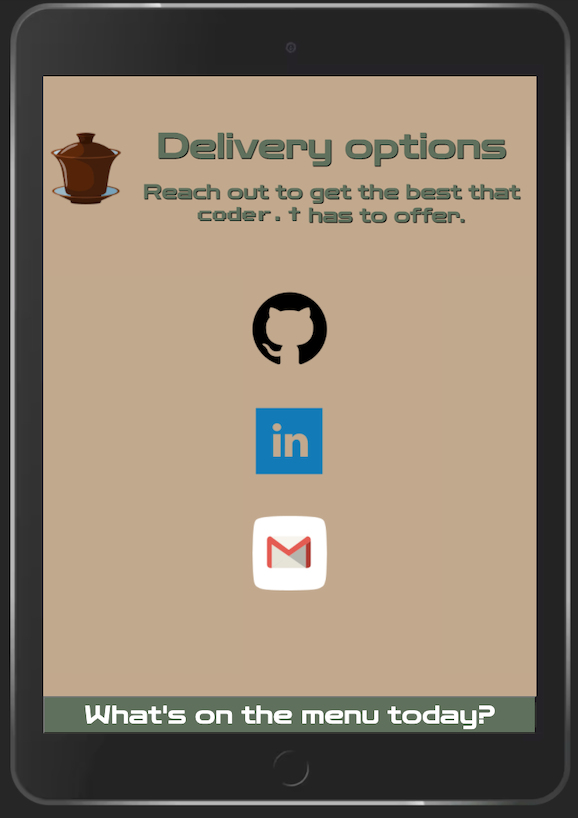 Delivery options
Reach out to get the best that
coder.t has to offer.
in
What's on the menu today?